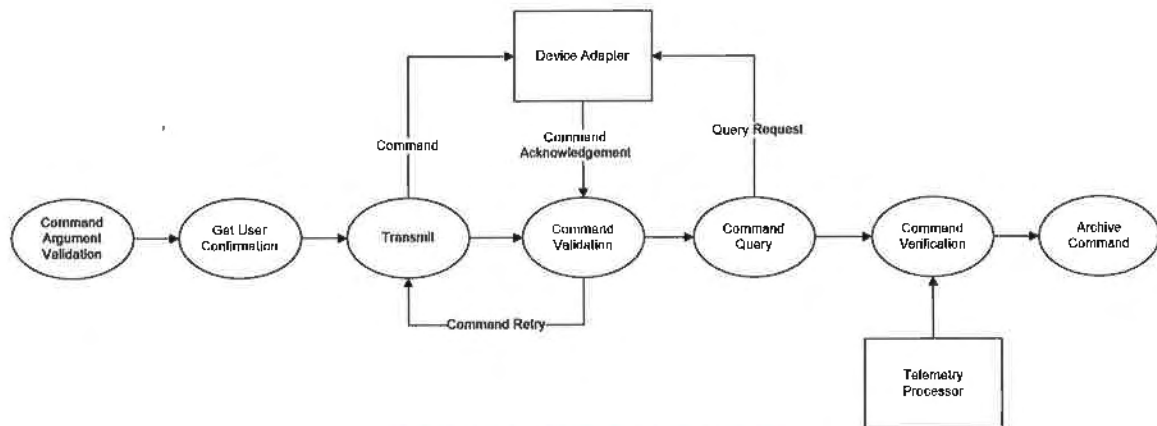 Device Adapter
Command
Command
Acknowledgement
Query Request
Command
Argument
Validation
Get User
Confirmation
Transmit
Command
Validation
Command
Query
Command
Verification
Archive
Command
Command Retry
Telemetry
Processor